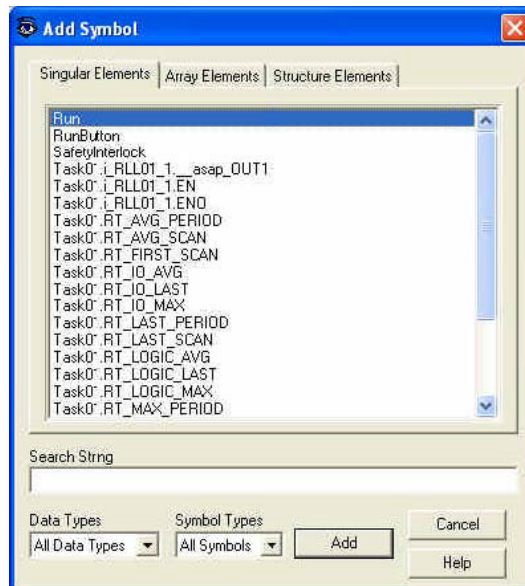 Add Symbol
Singular Elements Array Elements Structure Elements
Run
RunButton
SafetyInterlock
Task0~.i_RLL01_1.__asap_OUT1
Task0~.i_RLL01_1.EN
Task0~.i_RLL01_1.ENO
Task0~.RT_AVG_PERIOD
Task0~.RT_AVG_SCAN
Task0~.RT_FIRST_SCAN
Task0~.RT_IO_AVG
Task0~.RT_IO_LAST
Task0~.RT_IO_MAX
Task0~.RT_LAST_PERIOD
Task0~.RT_LAST_SCAN
Task0~.RT_LOGIC_AVG
Task0~.RT_LOGIC_LAST
Task0~.RT_LOGIC_MAX
Task0~.RT_MAX_PERIOD
Search Strng
Data Types Symbol Types Cancel
All Data Types All Symbols Add
Help